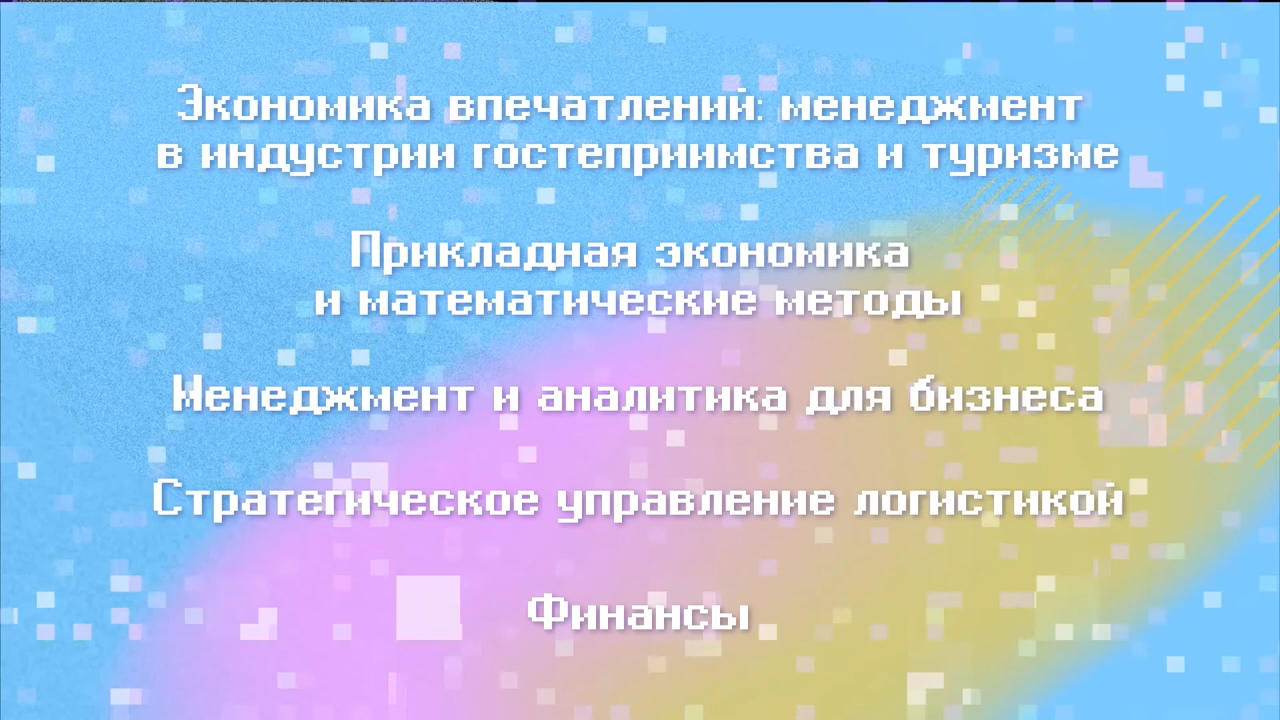 Экономика впечатлений: менеджмент
в индустрии гостеприимства и туризме
Прикладная экономика
и математические методы
Менеджмент и аналитика для бизнеса
Стратегическое управление логистикой
Финансы